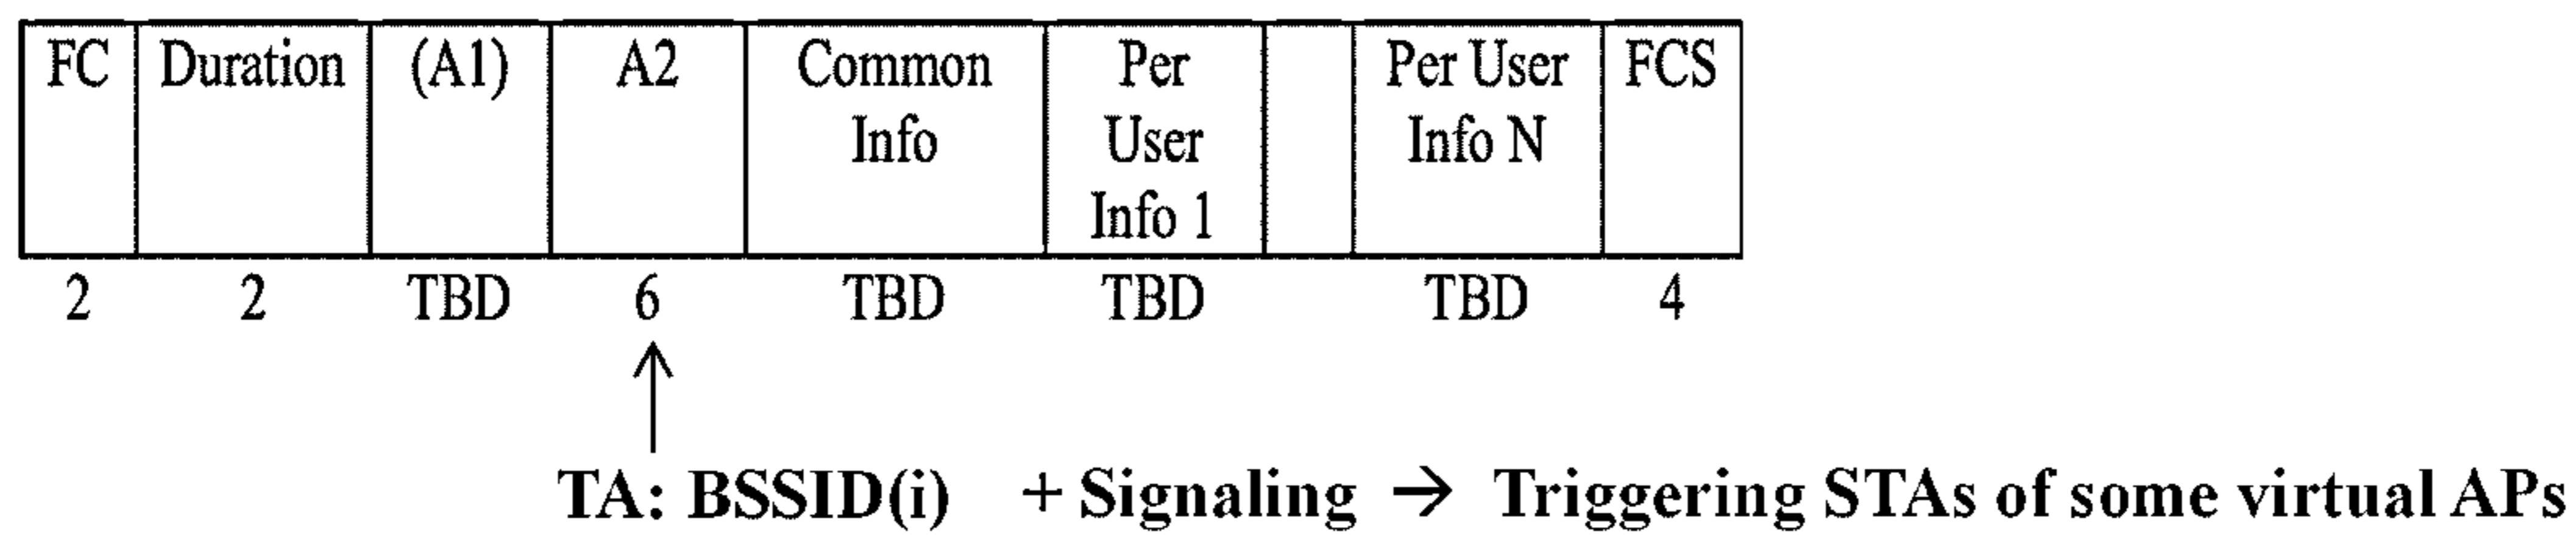 FC Duration (A1) A2 Common Per Per User FCS
Info User Info N
Info 1
2 2 TBD 6 TBD TBD TBD 4
TA: BSSID(i) + Signaling → Triggering STAs of some virtual APs